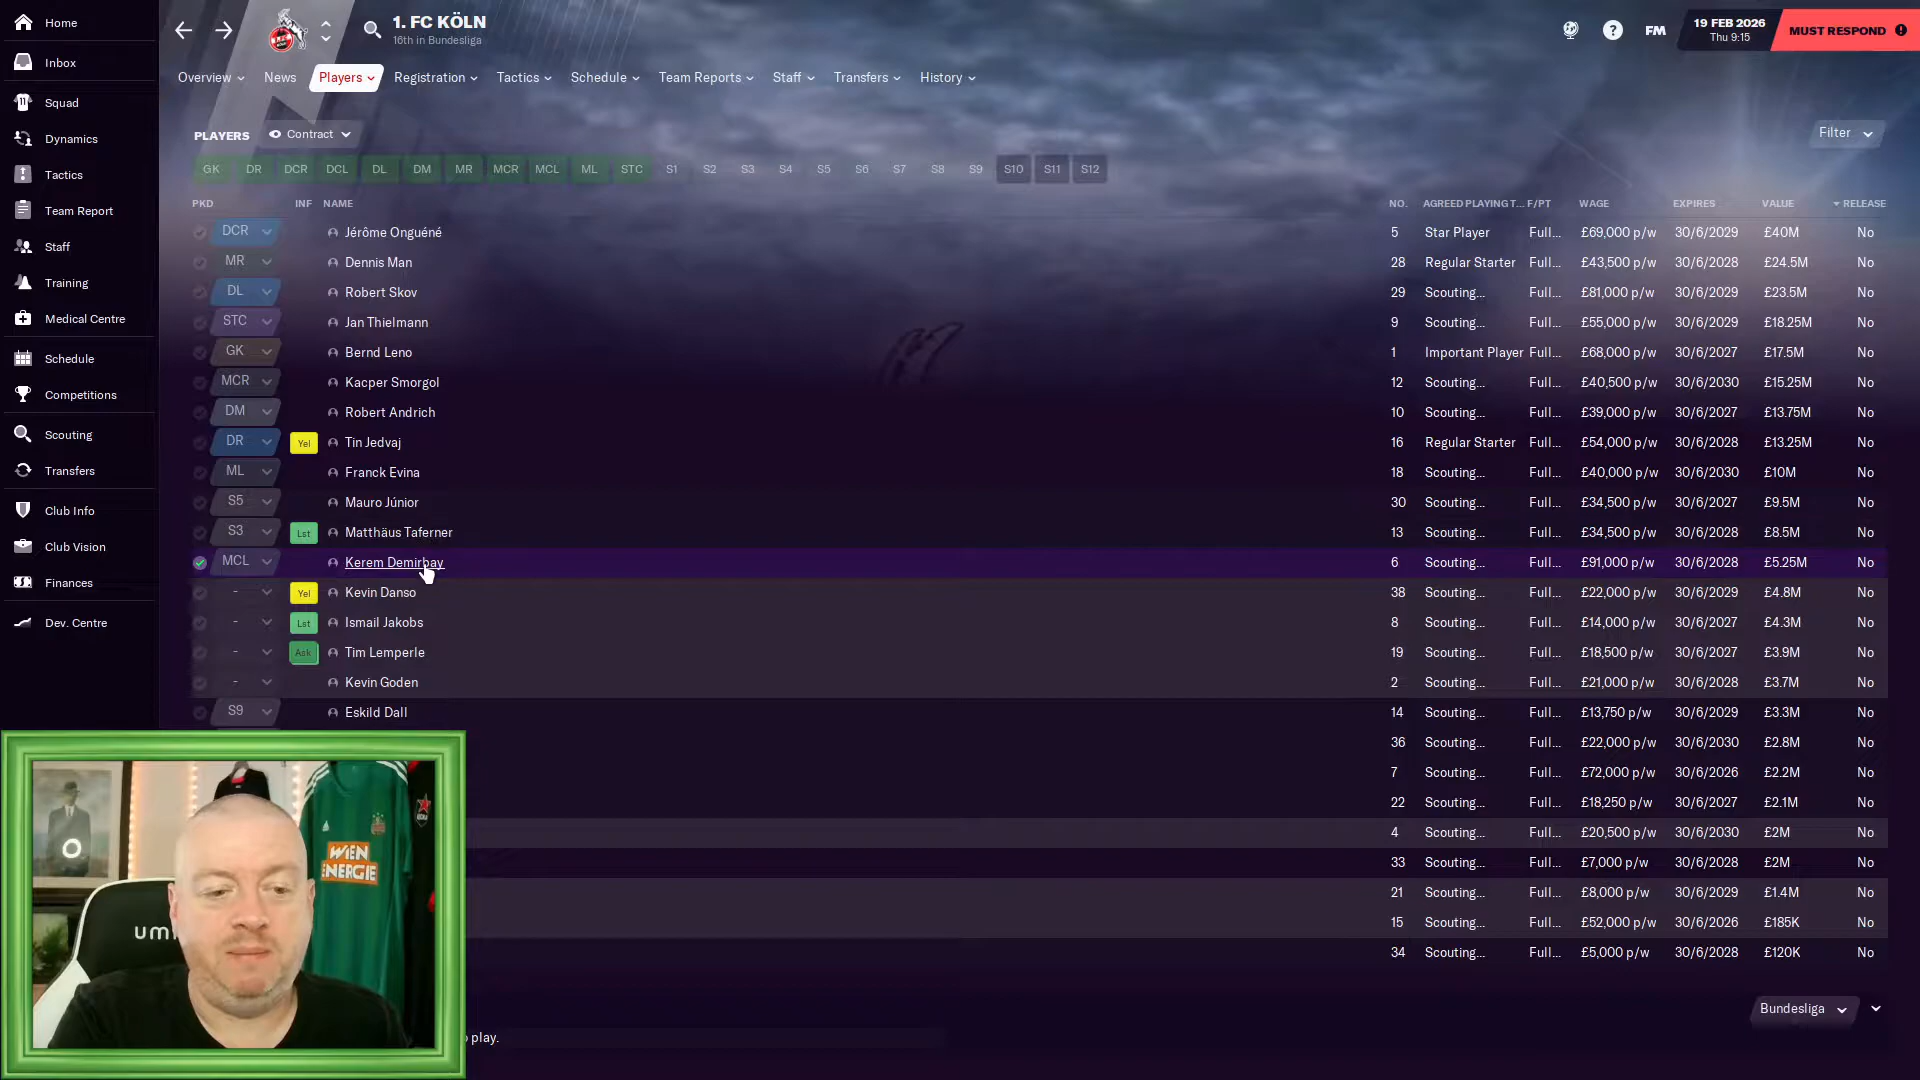 Home
Inbox
Squad
Dynamics
Tactics
Team Report
Staff
Training
Medical Centre
Schedule
Competitions
Scouting
Transfers
Club Info
Club Vision
Finances
Dev. Centre
1. FC KÖLN
16th in Bundesliga
FM
19 FEB 2026
Thu 9:15
MUST RESPOND
Overview News Players Registration Tactics Schedule Team Reports Staff Transfers History
PLAYERS Contract Filter
GK DR DCR DCL DL DM MR MCR MCL ML STC S1 S2 S3 S4 S5 S6 S7 S8 S9 S10 S11 S12
PKD INF NAME NO. AGREED PLAYING T... F/PT WAGE EXPIRES VALUE RELEASE
DCR Jérôme Onguéné 5 Star Player Full... £69,000 p/w 30/6/2029 £40M No
MR Dennis Man 28 Regular Starter Full... £43,500 p/w 30/6/2028 £24.5M No
DL Robert Skov 29 Scouting... Full... £81,000 p/w 30/6/2029 £23.5M No
STC Jan Thielmann 9 Scouting... Full... £55,000 p/w 30/6/2029 £18.25M No
GK Bernd Leno 1 Important Player Full... £68,000 p/w 30/6/2027 £17.5M No
MCR Kacper Smorgol 12 Scouting... Full... £40,500 p/w 30/6/2030 £15.25M No
DM Robert Andrich 10 Scouting... Full... £39,000 p/w 30/6/2027 £13.75M No
DR Yel Tin Jedvaj 16 Regular Starter Full... £54,000 p/w 30/6/2028 £13.25M No
ML Franck Evina 18 Scouting... Full... £40,000 p/w 30/6/2030 £10M No
S5 Mauro Júnior 30 Scouting... Full... £34,500 p/w 30/6/2027 £9.5M No
S3 Lst Matthäus Taferner 13 Scouting... Full... £34,500 p/w 30/6/2028 £8.5M No
MCL Kerem Demirbay 6 Scouting... Full... £91,000 p/w 30/6/2028 £5.25M No
- Yel Kevin Danso 38 Scouting... Full... £22,000 p/w 30/6/2029 £4.8M No
- Lst Ismail Jakobs 8 Scouting... Full... £14,000 p/w 30/6/2027 £4.3M No
- Ask Tim Lemperle 19 Scouting... Full... £18,500 p/w 30/6/2027 £3.9M No
- Kevin Goden 2 Scouting... Full... £21,000 p/w 30/6/2028 £3.7M No
S9 Eskild Dall 14 Scouting... Full... £13,750 p/w 30/6/2029 £3.3M No
36 Scouting... Full... £22,000 p/w 30/6/2030 £2.8M No
7 Scouting... Full... £72,000 p/w 30/6/2026 £2.2M No
22 Scouting... Full... £18,250 p/w 30/6/2027 £2.1M No
4 Scouting... Full... £20,500 p/w 30/6/2030 £2M No
33 Scouting... Full... £7,000 p/w 30/6/2028 £2M No
21 Scouting... Full... £8,000 p/w 30/6/2029 £1.4M No
15 Scouting... Full... £52,000 p/w 30/6/2026 £185K No
34 Scouting... Full... £5,000 p/w 30/6/2028 £120K No
Bundesliga
play.
WIEN
ENERGIE